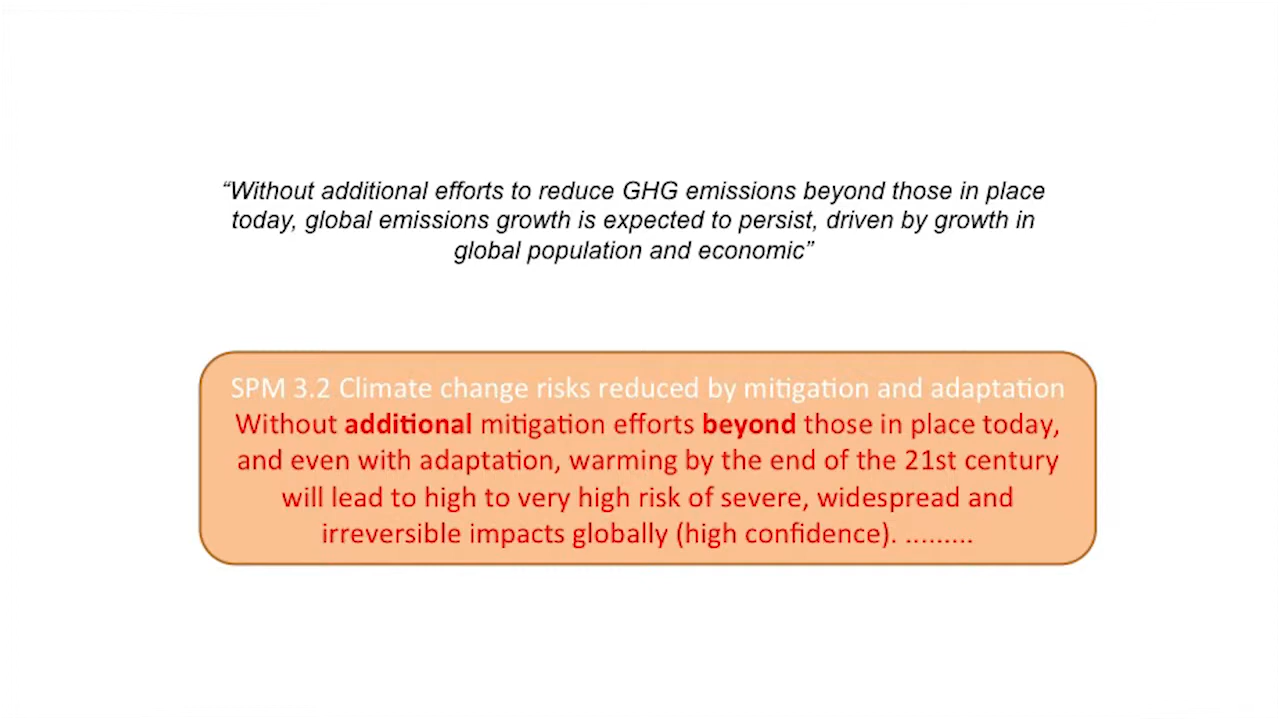 “Without additional efforts to reduce GHG emissions beyond those in place
today, global emissions growth is expected to persist, driven by growth in
global population and economic”
SPM 3.2 Climate change risks reduced by mitigation and adaptation
Without additional mitigation efforts beyond those in place today,
and even with adaptation, warming by the end of the 21st century
will lead to high to very high risk of severe, widespread and
irreversible impacts globally (high confidence). .........